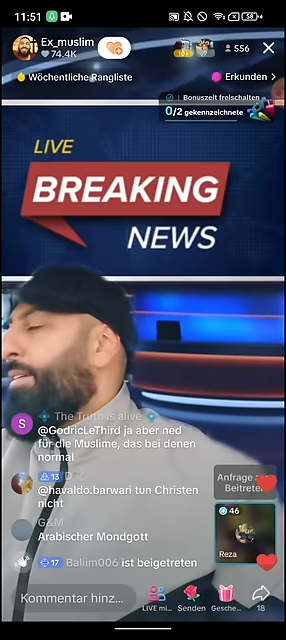 11:51
58
Ex_muslim
74.4K
10+
556
Wöchentliche Rangliste
Erkunden >
Bonuszeit freischalten
0/2 gekennzeichnete
LIVE
BREAKING
NEWS
The Truth is alive
S
@GodricLeThird ja aber ned
für die Muslime, das bei denen
normal
13
@havaldo.barwari tun Christen
nicht
G&M
Arabischer Mondgott
17 Baliim006 ist beigetreten
Anfrage
Beitreten
46
Reza
Kommentar hinz...
LIVE mi...
Senden
Gesche...
18